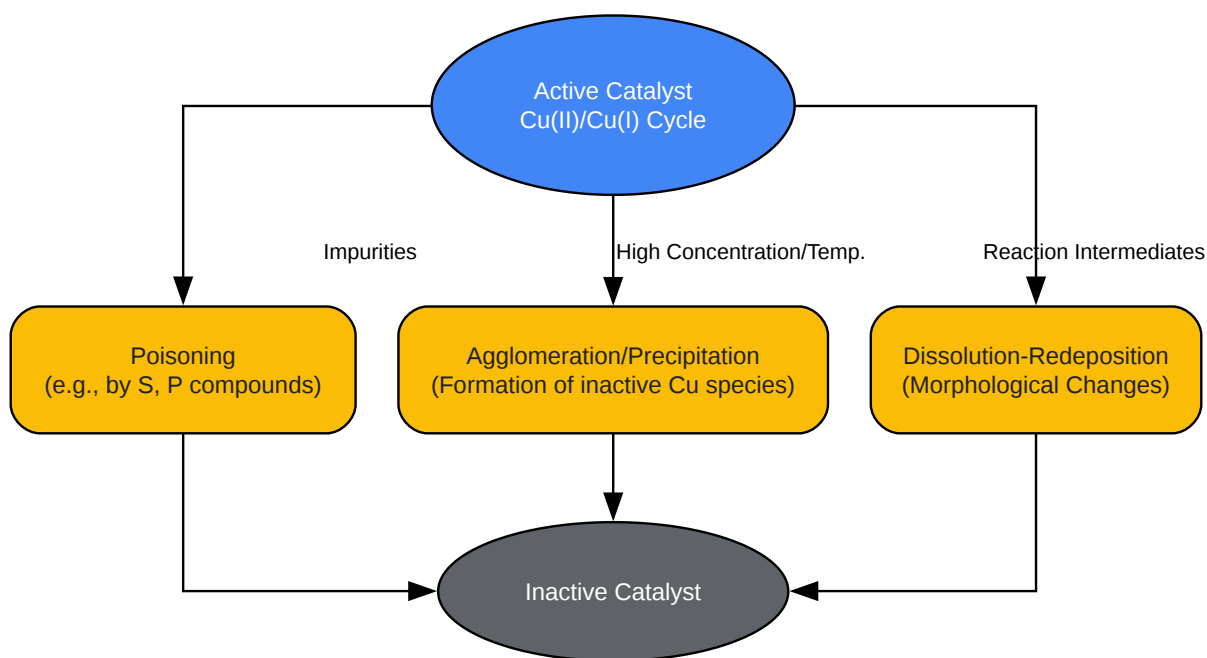 Active Catalyst
Cu(II)/Cu(I) Cycle
Impurities
High Concentration/Temp.
Reaction Intermediates
Poisoning
(e.g., by S, P compounds)
Agglomeration/Precipitation
(Formation of inactive Cu species)
Dissolution-Redeposition
(Morphological Changes)
Inactive Catalyst